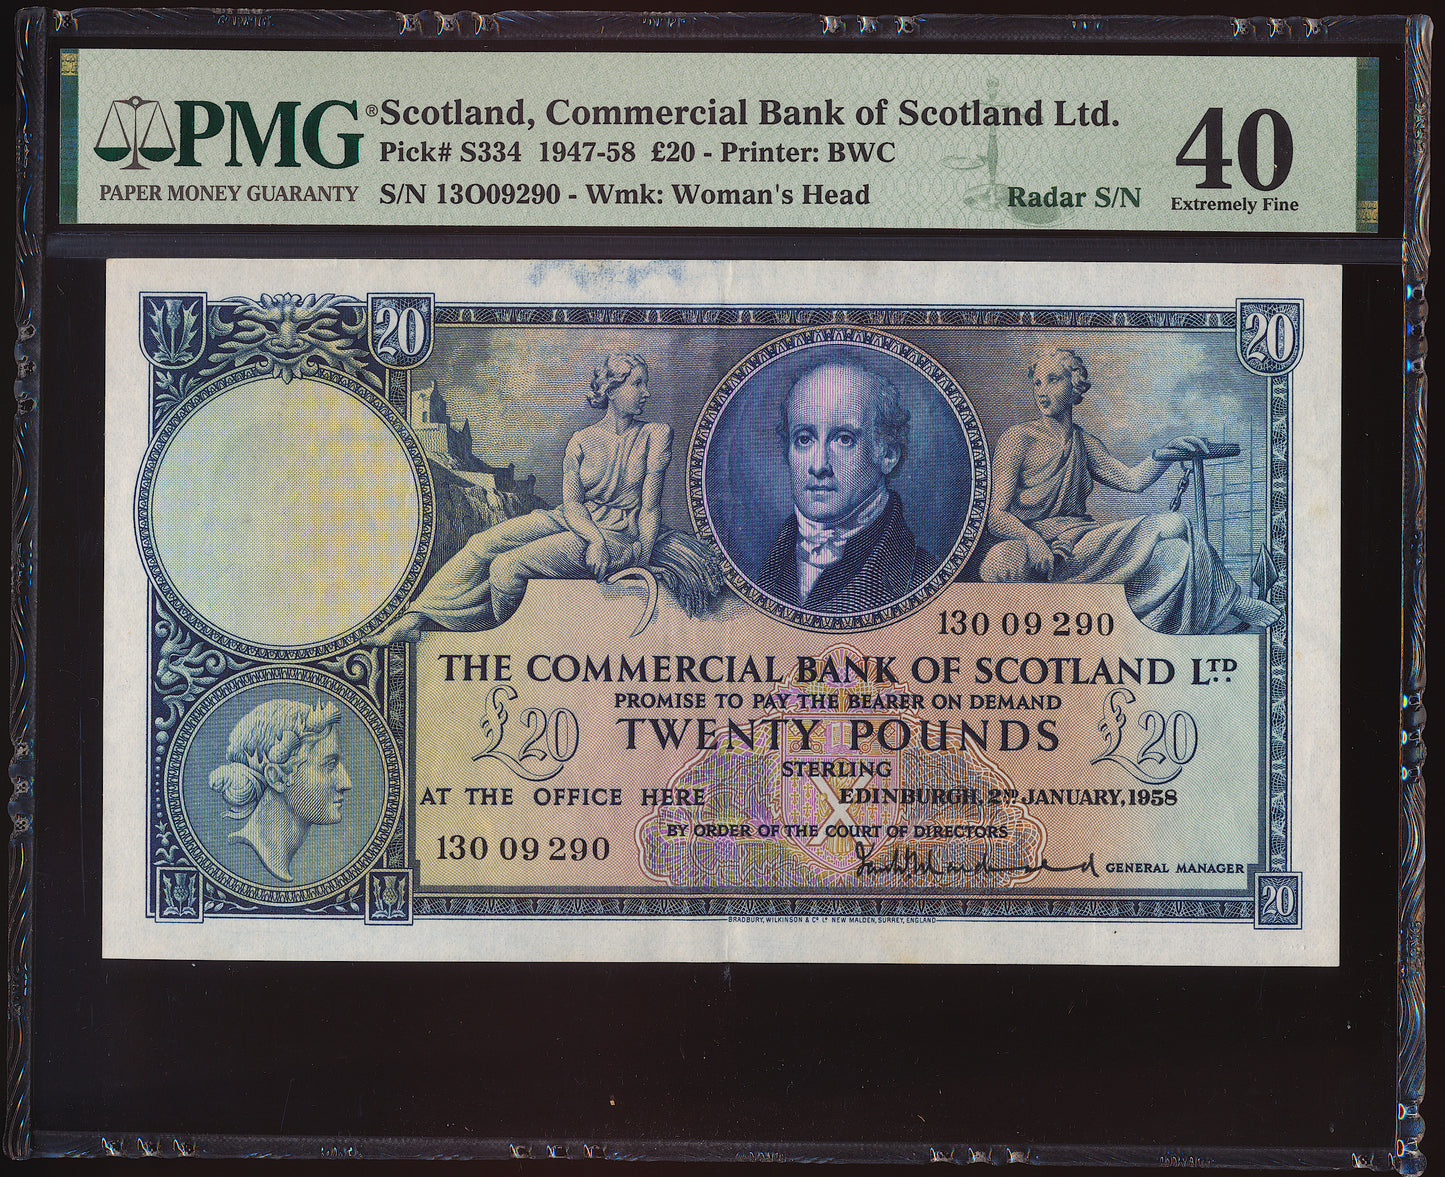 PMG®
PAPER MONEY GUARANTY
Scotland, Commercial Bank of Scotland Ltd.
Pick# S334 1947-58 £20 - Printer: BWC
S/N 13O09290 - Wmk: Woman's Head
Radar S/N
40
Extremely Fine
20
20
13O 09 290
THE COMMERCIAL BANK OF SCOTLAND LTD.
PROMISE TO PAY THE BEARER ON DEMAND
£20 TWENTY POUNDS £20
STERLING
AT THE OFFICE HERE EDINBURGH, 2ND JANUARY, 1958
BY ORDER OF THE COURT OF DIRECTORS
13O 09 290
GENERAL MANAGER
20
BRADBURY, WILKINSON & Co. Ld. NEW MALDEN, SURREY, ENGLAND